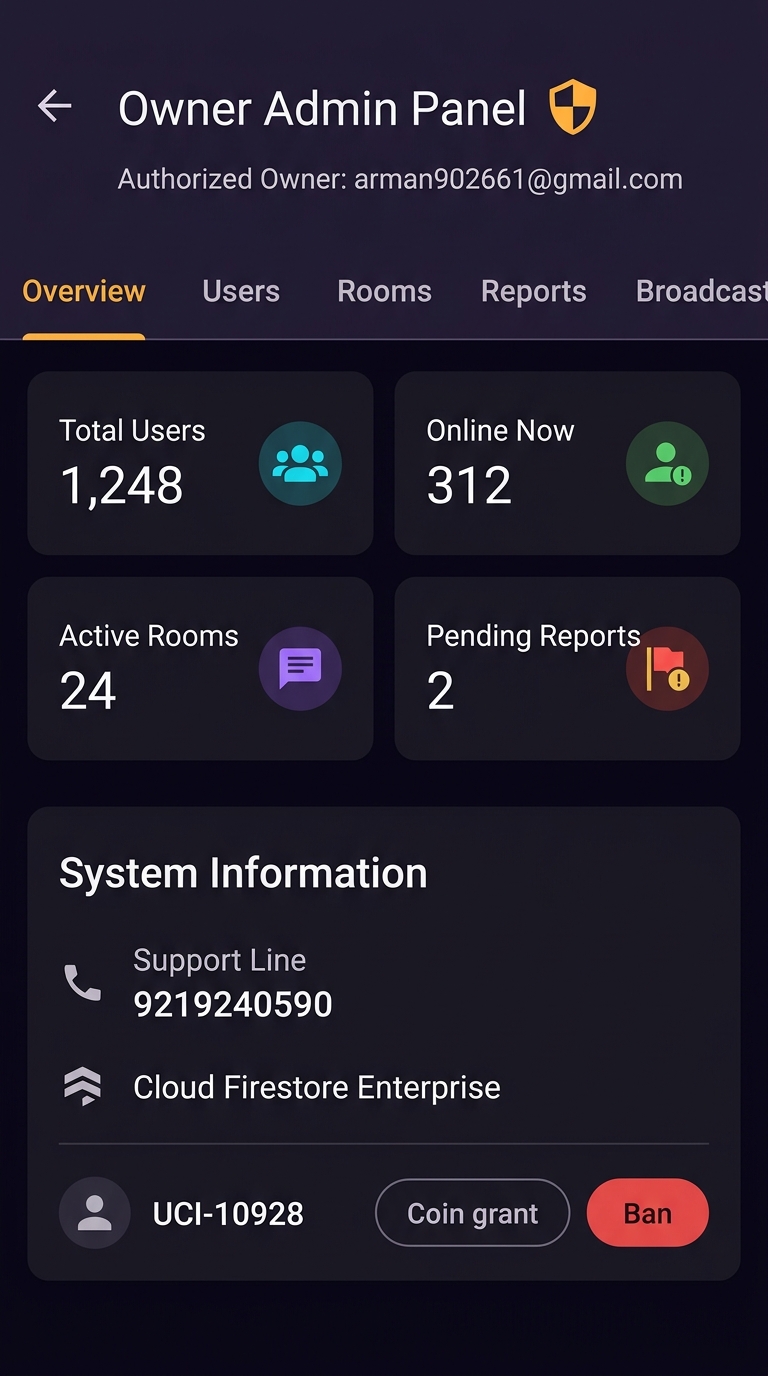 Owner Admin Panel
Authorized Owner: arman902661@gmail.com
Overview Users Rooms Reports Broadcast
Total Users
1,248
Online Now
312
Active Rooms
24
Pending Reports
2
System Information
Support Line
9219240590
Cloud Firestore Enterprise
UCI-10928 Coin grant Ban